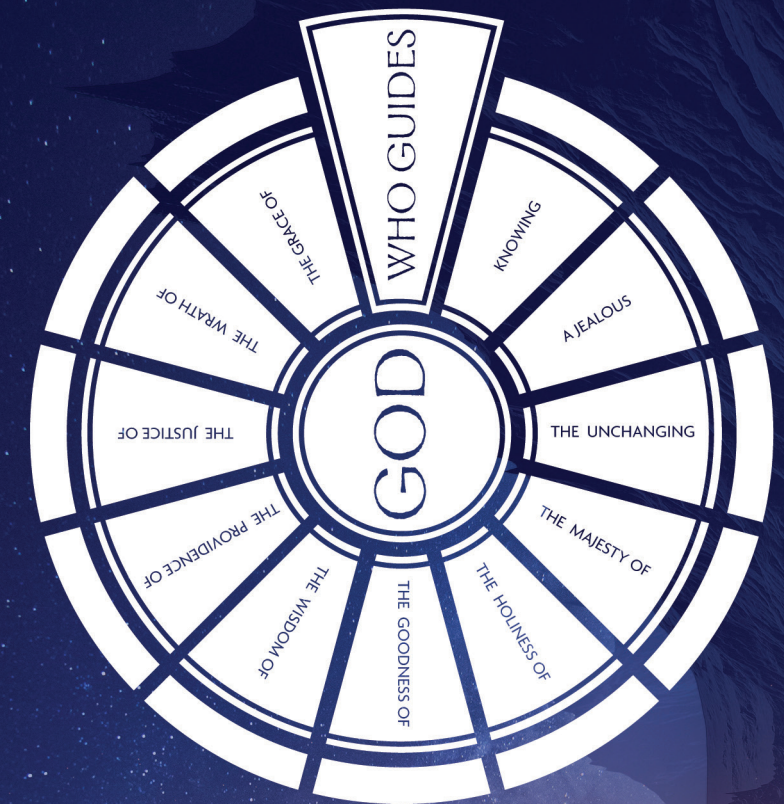 GOD
WHO GUIDES
KNOWING
A JEALOUS
THE UNCHANGING
THE MAJESTY OF
THE HOLINESS OF
THE GOODNESS OF
THE WISDOM OF
THE PROVIDENCE OF
THE JUSTICE OF
THE WRATH OF
THE GRACE OF